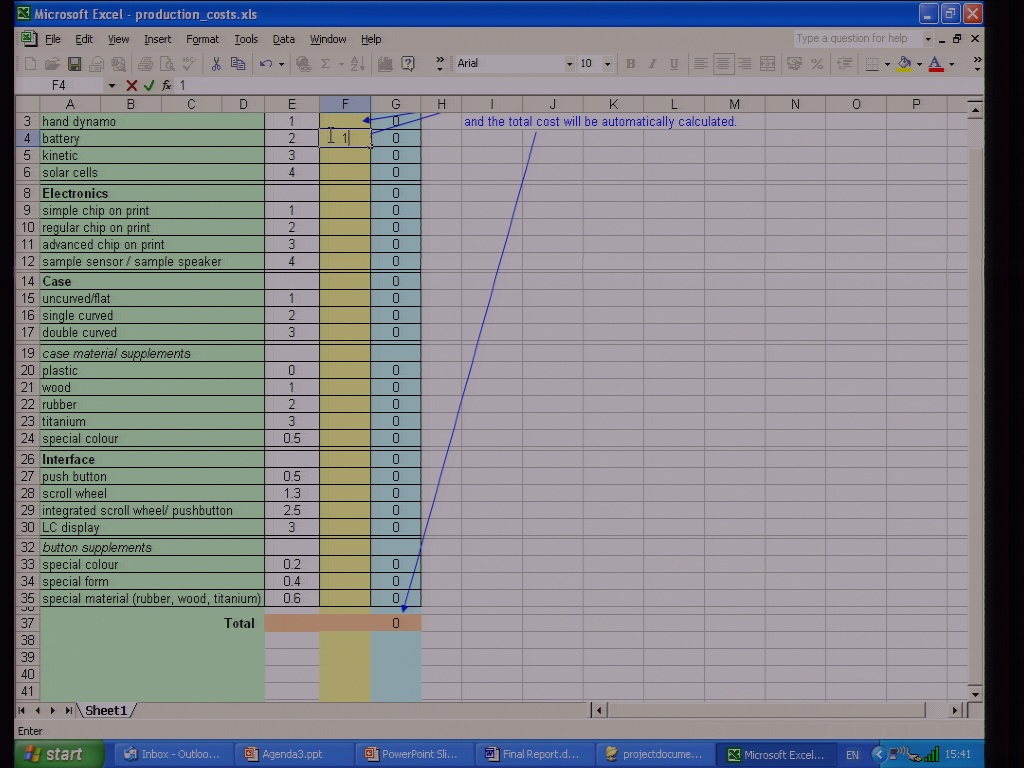 Microsoft Excel - production_costs.xls
File Edit View Insert Format Tools Data Window Help Type a question for help
Arial 10 B I U
F4 fx 1
A B C D E F G H I J K L M N O P
3 hand dynamo 1 0 and the total cost will be automatically calculated.
4 battery 2 1 0
5 kinetic 3 0
6 solar cells 4 0
8 Electronics 0
9 simple chip on print 1 0
10 regular chip on print 2 0
11 advanced chip on print 3 0
12 sample sensor / sample speaker 4 0
14 Case 0
15 uncurved/flat 1 0
16 single curved 2 0
17 double curved 3 0
19 case material supplements
20 plastic 0 0
21 wood 1 0
22 rubber 2 0
23 titanium 3 0
24 special colour 0.5 0
26 Interface 0
27 push button 0.5 0
28 scroll wheel 1.3 0
29 integrated scroll wheel/ pushbutton 2.5 0
30 LC display 3 0
32 button supplements
33 special colour 0.2 0
34 special form 0.4 0
35 special material (rubber, wood, titanium) 0.6 0
37 Total 0
38
39
40
41
Sheet1
Enter
start Inbox - Outloo... Agenda3.ppt PowerPoint Sli... Final Report.d... projectdocume... Microsoft Excel... EN 15:41